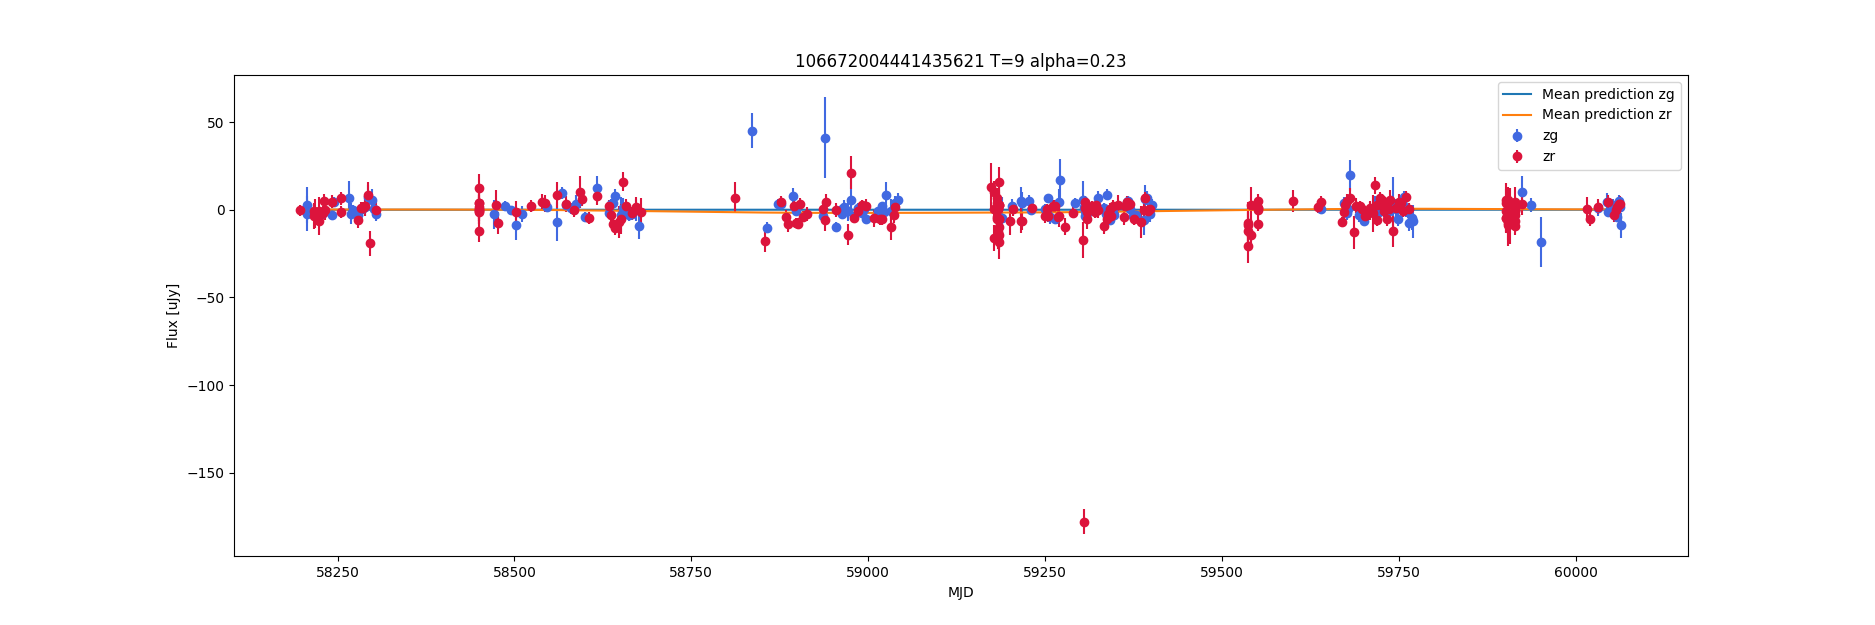 106672004441435621 T=9 alpha=0.23
Mean prediction zg
Mean prediction zr
zg
zr
50
0
−50
−100
−150
Flux [uJy]
58250 58500 58750 59000 59250 59500 59750 60000
MJD